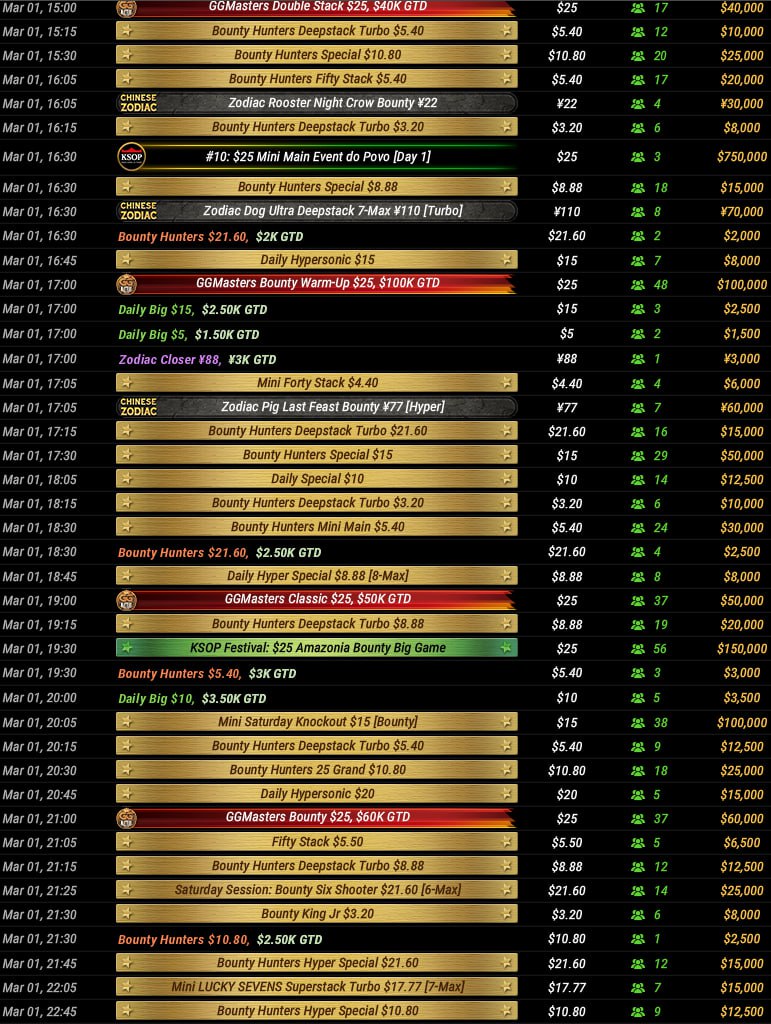 Mar 01, 15:00 GGMasters Double Stack $25, $40K GTD $25 17 $40,000
Mar 01, 15:15 Bounty Hunters Deepstack Turbo $5.40 $5.40 12 $10,000
Mar 01, 15:30 Bounty Hunters Special $10.80 $10.80 20 $25,000
Mar 01, 16:05 Bounty Hunters Fifty Stack $5.40 $5.40 17 $20,000
Mar 01, 16:05 CHINESE ZODIAC Zodiac Rooster Night Crow Bounty ¥22 ¥22 4 ¥30,000
Mar 01, 16:15 Bounty Hunters Deepstack Turbo $3.20 $3.20 6 $8,000
Mar 01, 16:30 KSOP #10: $25 Mini Main Event do Povo [Day 1] $25 3 $750,000
Mar 01, 16:30 Bounty Hunters Special $8.88 $8.88 18 $15,000
Mar 01, 16:30 CHINESE ZODIAC Zodiac Dog Ultra Deepstack 7-Max ¥110 [Turbo] ¥110 8 ¥70,000
Mar 01, 16:30 Bounty Hunters $21.60, $2K GTD $21.60 2 $2,000
Mar 01, 16:45 Daily Hypersonic $15 $15 7 $8,000
Mar 01, 17:00 GGMasters Bounty Warm-Up $25, $100K GTD $25 48 $100,000
Mar 01, 17:00 Daily Big $15, $2.50K GTD $15 3 $2,500
Mar 01, 17:00 Daily Big $5, $1.50K GTD $5 2 $1,500
Mar 01, 17:00 Zodiac Closer ¥88, ¥3K GTD ¥88 1 ¥3,000
Mar 01, 17:05 Mini Forty Stack $4.40 $4.40 4 $6,000
Mar 01, 17:05 CHINESE ZODIAC Zodiac Pig Last Feast Bounty ¥77 [Hyper] ¥77 7 ¥60,000
Mar 01, 17:15 Bounty Hunters Deepstack Turbo $21.60 $21.60 16 $15,000
Mar 01, 17:30 Bounty Hunters Special $15 $15 29 $50,000
Mar 01, 18:05 Daily Special $10 $10 14 $12,500
Mar 01, 18:15 Bounty Hunters Deepstack Turbo $3.20 $3.20 6 $10,000
Mar 01, 18:30 Bounty Hunters Mini Main $5.40 $5.40 24 $30,000
Mar 01, 18:30 Bounty Hunters $21.60, $2.50K GTD $21.60 4 $2,500
Mar 01, 18:45 Daily Hyper Special $8.88 [8-Max] $8.88 8 $8,000
Mar 01, 19:00 GGMasters Classic $25, $50K GTD $25 37 $50,000
Mar 01, 19:15 Bounty Hunters Deepstack Turbo $8.88 $8.88 19 $20,000
Mar 01, 19:30 KSOP Festival: $25 Amazonia Bounty Big Game $25 56 $150,000
Mar 01, 19:30 Bounty Hunters $5.40, $3K GTD $5.40 3 $3,000
Mar 01, 20:00 Daily Big $10, $3.50K GTD $10 5 $3,500
Mar 01, 20:05 Mini Saturday Knockout $15 [Bounty] $15 38 $100,000
Mar 01, 20:15 Bounty Hunters Deepstack Turbo $5.40 $5.40 9 $12,500
Mar 01, 20:30 Bounty Hunters 25 Grand $10.80 $10.80 18 $25,000
Mar 01, 20:45 Daily Hypersonic $20 $20 5 $15,000
Mar 01, 21:00 GGMasters Bounty $25, $60K GTD $25 37 $60,000
Mar 01, 21:05 Fifty Stack $5.50 $5.50 5 $6,500
Mar 01, 21:15 Bounty Hunters Deepstack Turbo $8.88 $8.88 12 $12,500
Mar 01, 21:25 Saturday Session: Bounty Six Shooter $21.60 [6-Max] $21.60 14 $25,000
Mar 01, 21:30 Bounty King Jr $3.20 $3.20 6 $8,000
Mar 01, 21:30 Bounty Hunters $10.80, $2.50K GTD $10.80 1 $2,500
Mar 01, 21:45 Bounty Hunters Hyper Special $21.60 $21.60 12 $15,000
Mar 01, 22:05 Mini LUCKY SEVENS Superstack Turbo $17.77 [7-Max] $17.77 7 $15,000
Mar 01, 22:45 Bounty Hunters Hyper Special $10.80 $10.80 9 $12,500